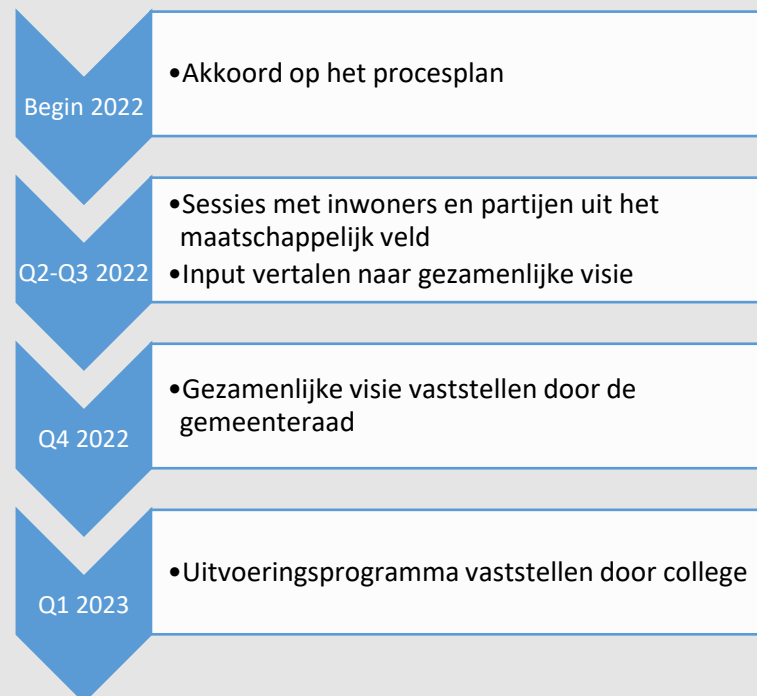 Begin 2022
•Akkoord op het procesplan
Q2-Q3 2022
•Sessies met inwoners en partijen uit het
maatschappelijk veld
•Input vertalen naar gezamenlijke visie
Q4 2022
•Gezamenlijke visie vaststellen door de
gemeenteraad
Q1 2023
•Uitvoeringsprogramma vaststellen door college